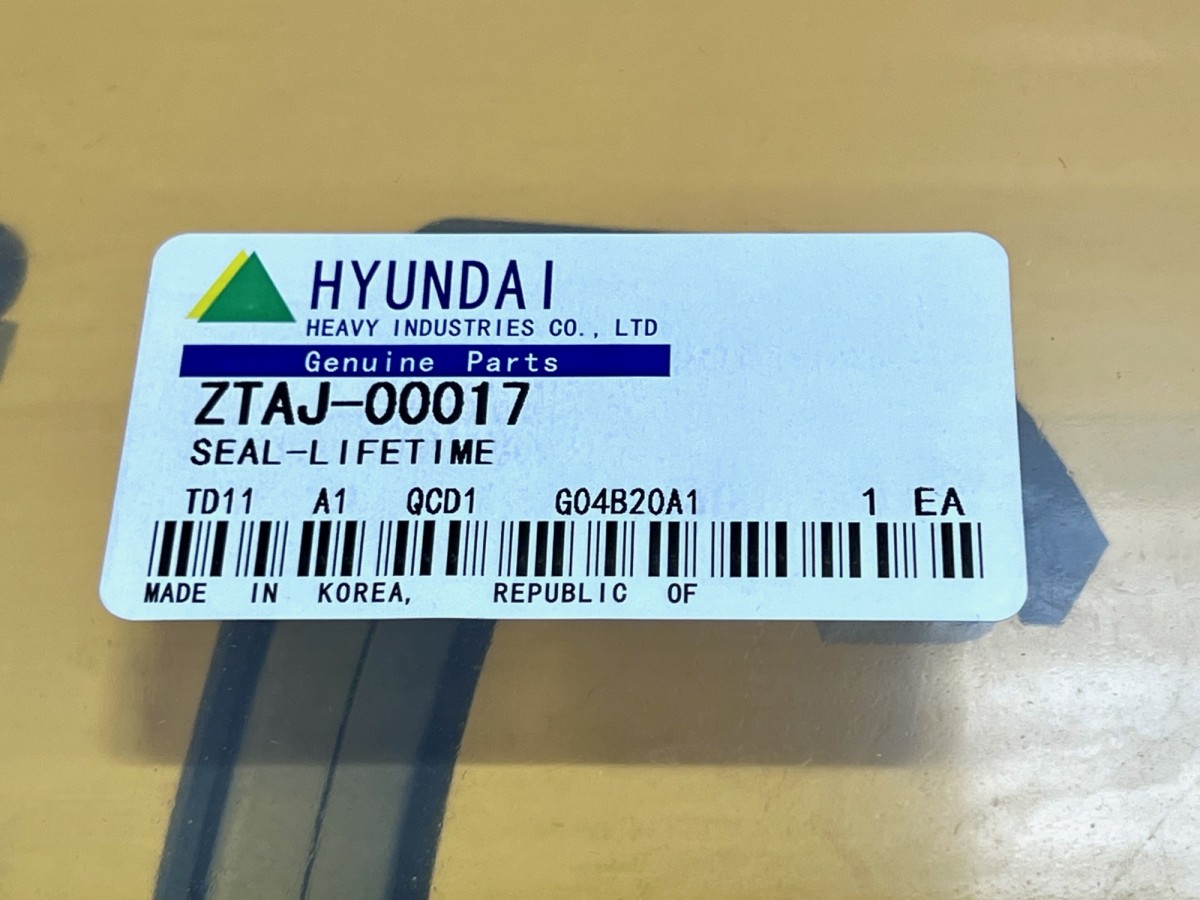 HYUNDAI
HEAVY INDUSTRIES CO., LTD
Genuine Parts
ZTAJ-00017
SEAL-LIFETIME
TD11 A1 QCD1 G04B20A1 1 EA
MADE IN KOREA, REPUBLIC OF